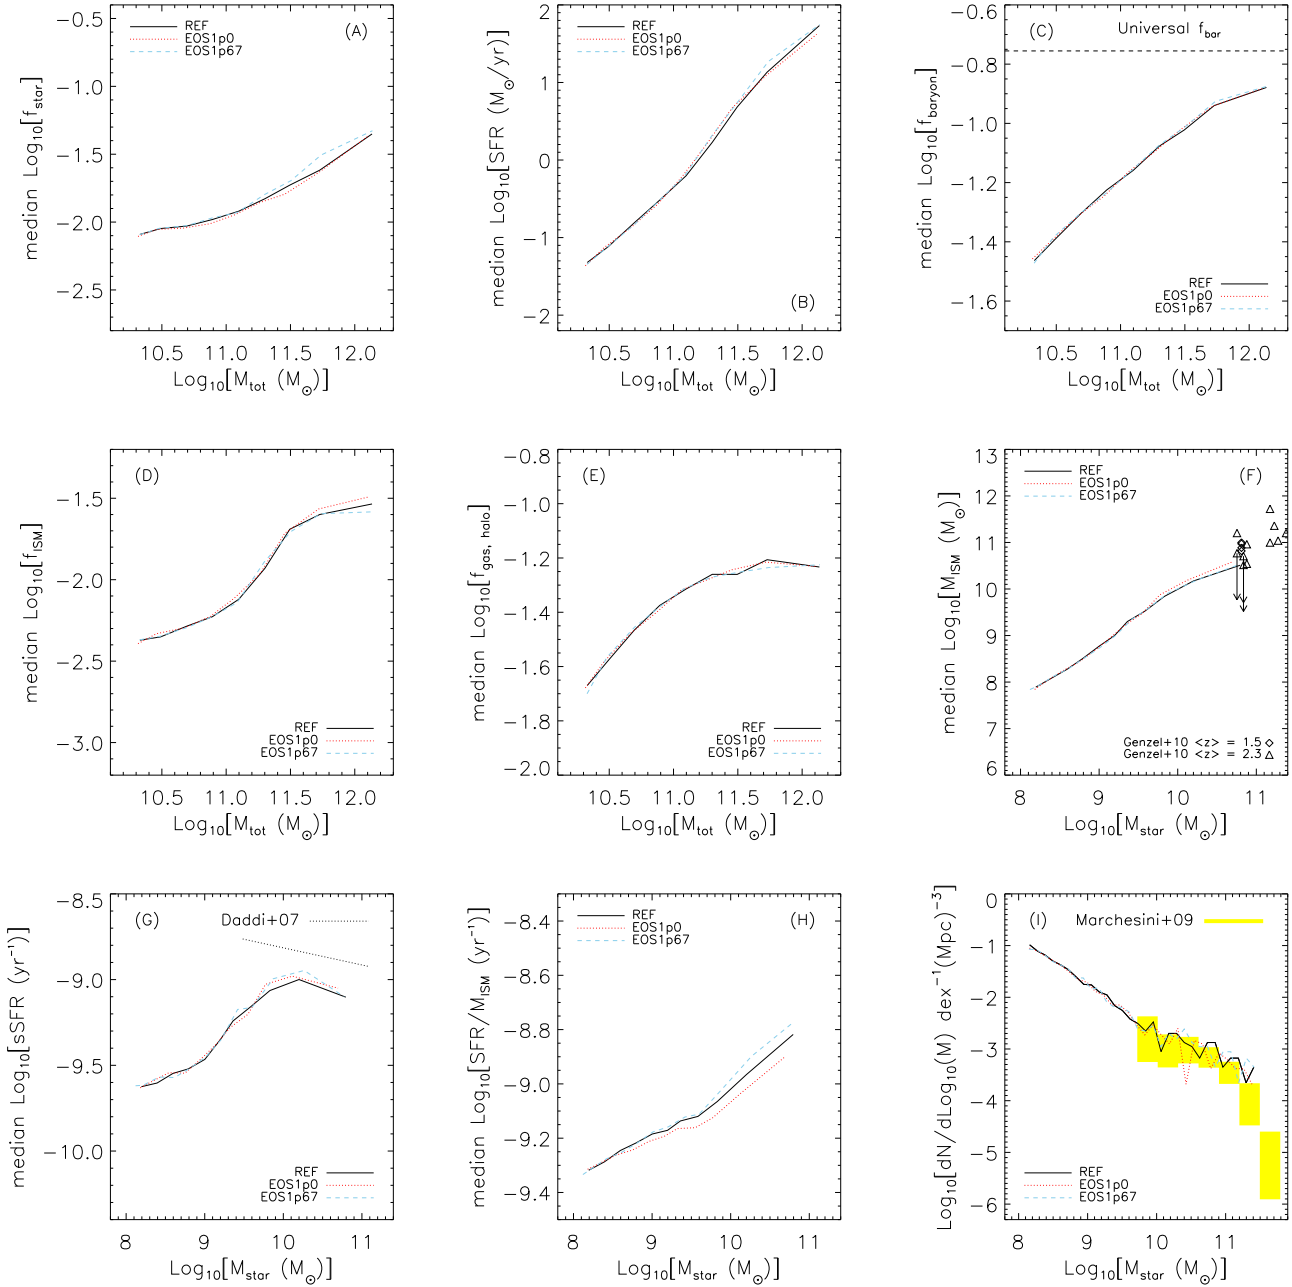 (A)
REF
EOS1p0
EOS1p67
−0.5
−1.0
−1.5
−2.0
−2.5
median Log10[fstar]
10.5 11.0 11.5 12.0
Log10[Mtot (M⊙)]
(B)
REF
EOS1p0
EOS1p67
2
1
0
−1
−2
median Log10[SFR (M⊙/yr)]
10.5 11.0 11.5 12.0
Log10[Mtot (M⊙)]
(C)
Universal fbar
−0.6
−0.8
−1.0
−1.2
−1.4
−1.6
median Log10[fbaryon]
REF
EOS1p0
EOS1p67
10.5 11.0 11.5 12.0
Log10[Mtot (M⊙)]
(D)
−1.5
−2.0
−2.5
−3.0
median Log10[fISM]
REF
EOS1p0
EOS1p67
10.5 11.0 11.5 12.0
Log10[Mtot (M⊙)]
(E)
−0.8
−1.0
−1.2
−1.4
−1.6
−1.8
−2.0
median Log10[fgas, halo]
REF
EOS1p0
EOS1p67
10.5 11.0 11.5 12.0
Log10[Mtot (M⊙)]
(F)
REF
EOS1p0
EOS1p67
13
12
11
10
9
8
7
6
median Log10[MISM (M⊙)]
Genzel+10 <z> = 1.5
Genzel+10 <z> = 2.3
8 9 10 11
Log10[Mstar (M⊙)]
(G)
Daddi+07
−8.5
−9.0
−9.5
−10.0
median Log10[sSFR (yr−1)]
REF
EOS1p0
EOS1p67
8 9 10 11
Log10[Mstar (M⊙)]
(H)
REF
EOS1p0
EOS1p67
−8.4
−8.6
−8.8
−9.0
−9.2
−9.4
median Log10[SFR/MISM (yr−1)]
8 9 10 11
Log10[Mstar (M⊙)]
(I)
Marchesini+09
0
−1
−2
−3
−4
−5
−6
Log10[dN/dLog10(M) dex−1(Mpc)−3]
REF
EOS1p0
EOS1p67
8 9 10 11
Log10[Mstar (M⊙)]